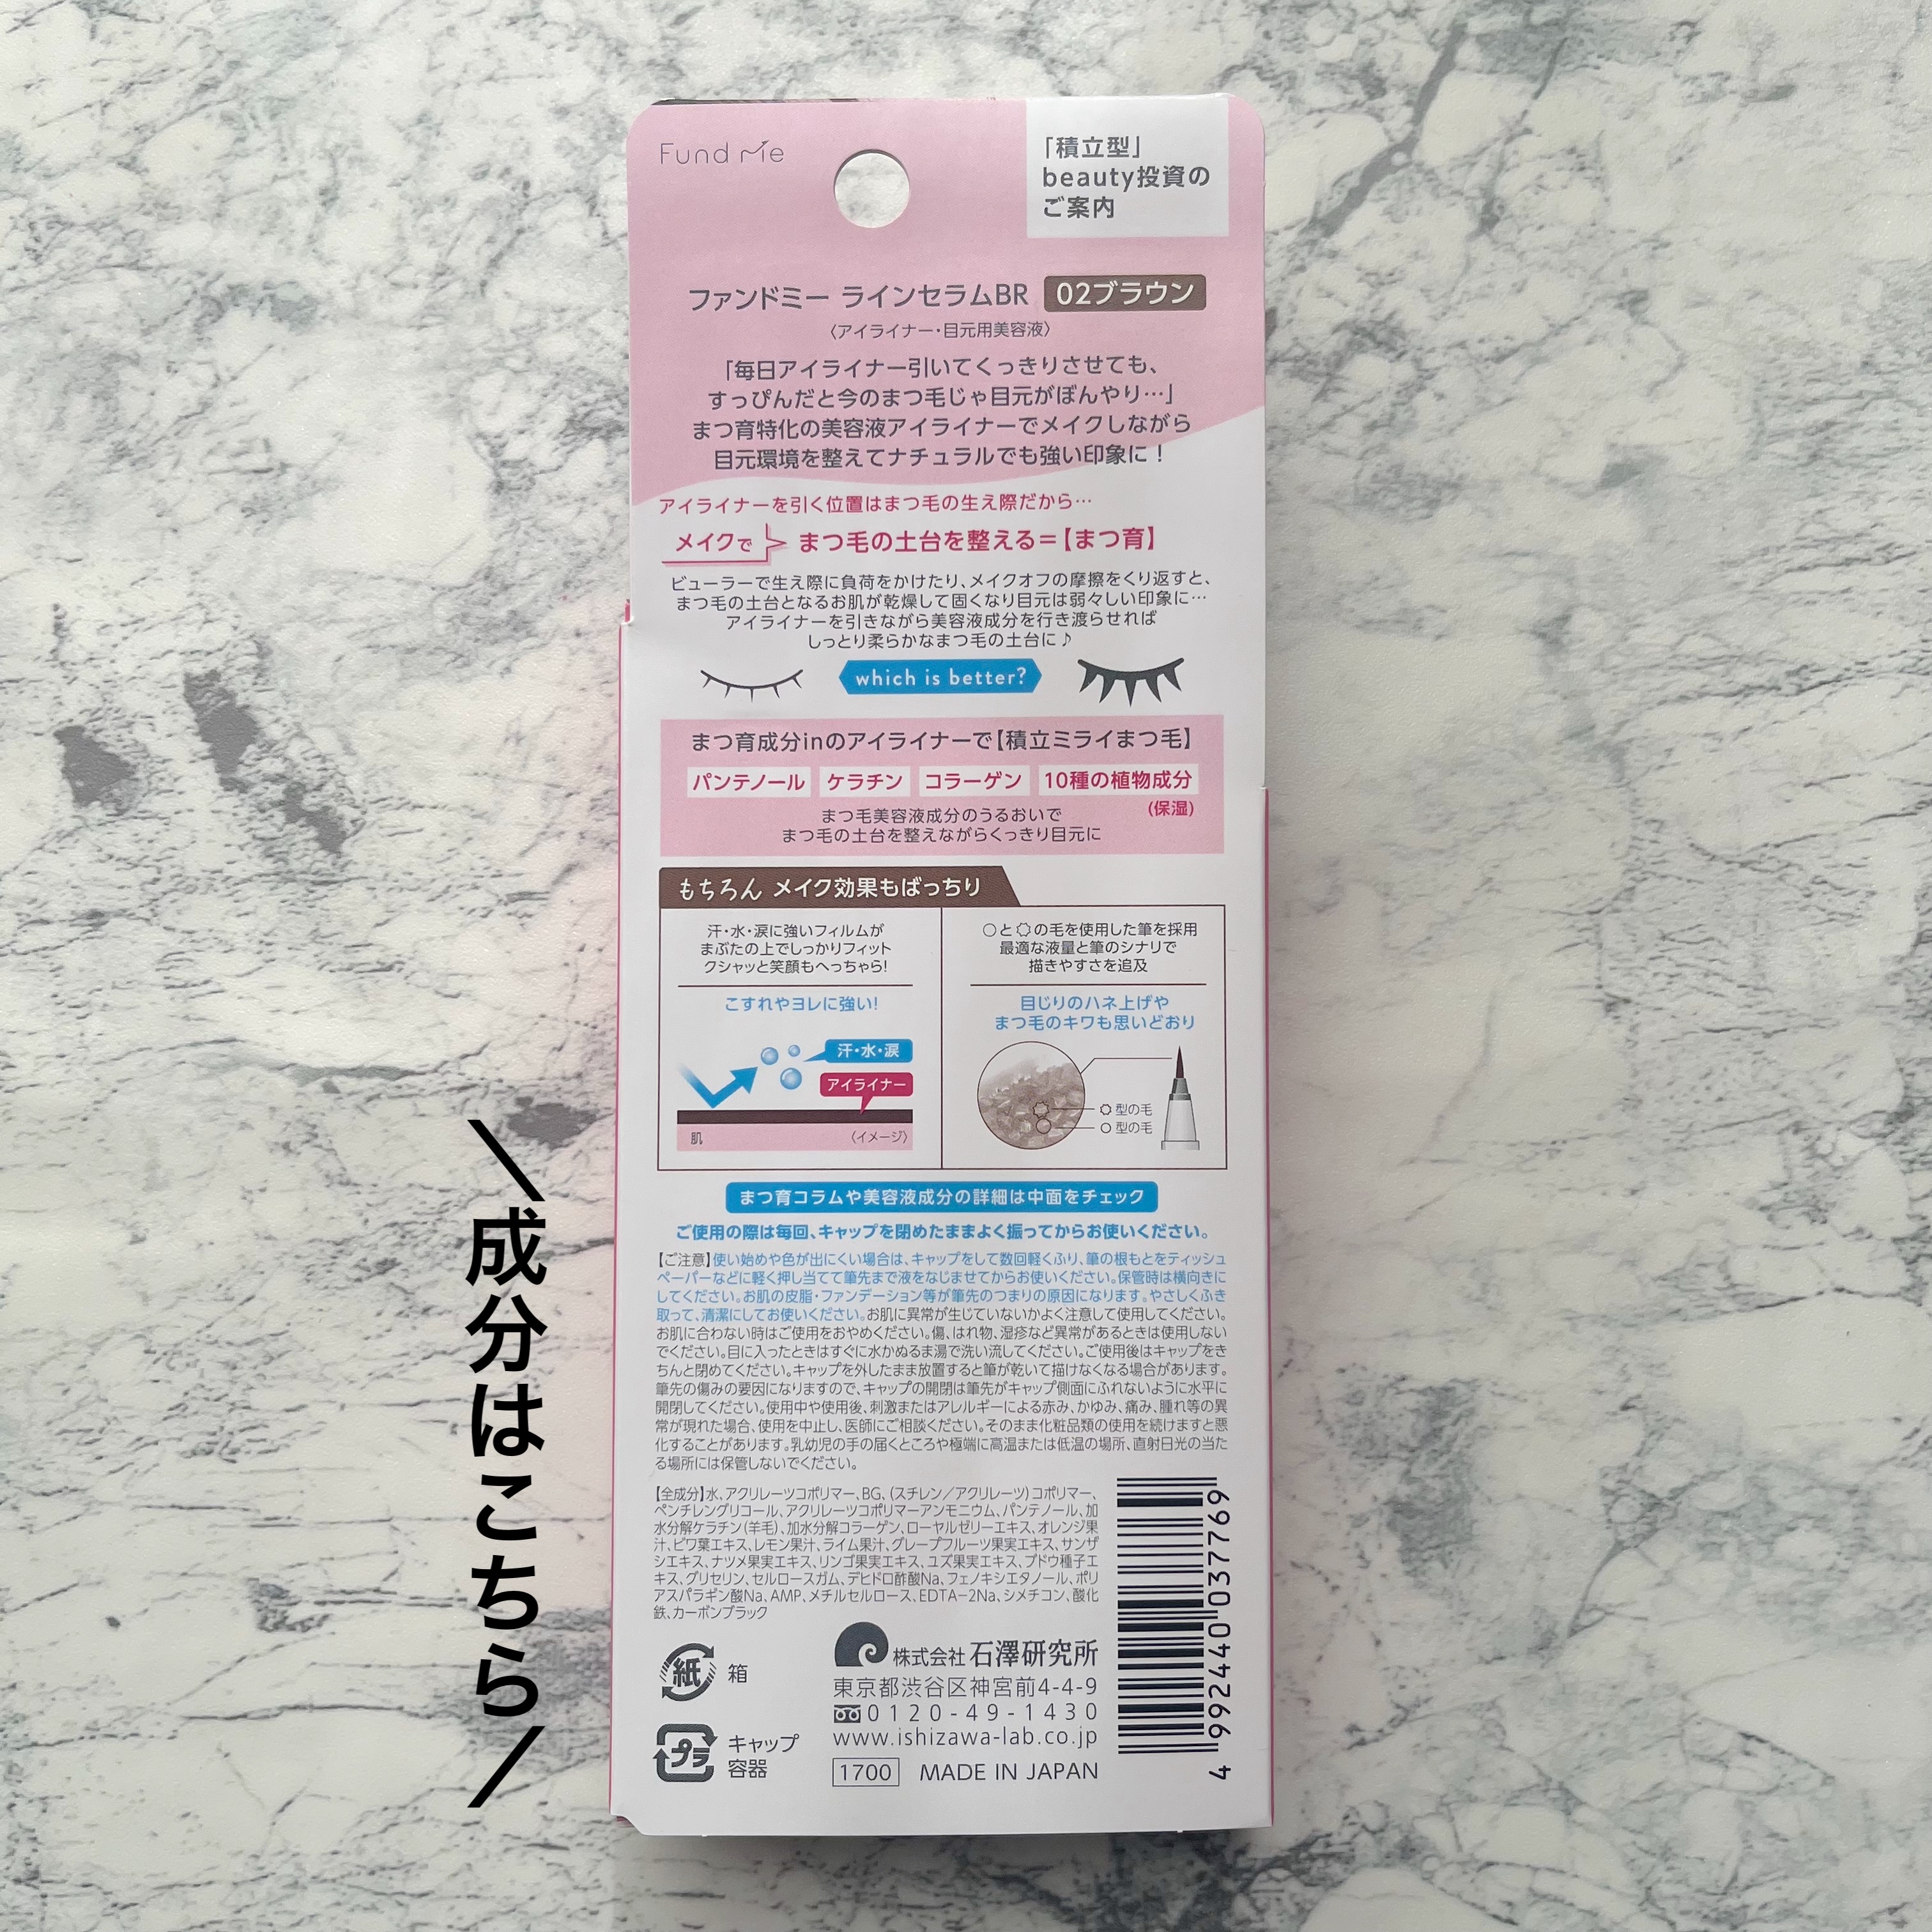 Fund Me
「積立型」
beauty投資の
ご案内
ファンドミー ラインセラムBR 02ブラウン
〈アイライナー・目元用美容液〉
「毎日アイライナー引いてくっきりさせても、
すっぴんだと今のまつ毛じゃ目元がぼんやり…」
まつ育特化の美容液アイライナーでメイクしながら
目元環境を整えてナチュラルでも強い印象に！
アイライナーを引く位置はまつ毛の生え際だから…
メイクで まつ毛の土台を整える＝【まつ育】
ビューラーで生え際に負荷をかけたり、メイクオフの摩擦をくり返すと、
まつ毛の土台となるお肌が乾燥して固くなり目元は弱々しい印象に…
アイライナーを引きながら美容液成分を行き渡らせれば
しっとり柔らかなまつ毛の土台に♪
which is better?
まつ育成分inのアイライナーで【積立ミライまつ毛】
パンテノール ケラチン コラーゲン 10種の植物成分
(保湿)
まつ毛美容液成分のうるおいで
まつ毛の土台を整えながらくっきり目元に
もちろん メイク効果もばっちり
汗・水・涙に強いフィルムが
まぶたの上でしっかりフィット
クシャッと笑顔もへっちゃら!
こすれやヨレに強い!
汗・水・涙
アイライナー
肌
〈イメージ〉
○と✿の毛を使用した筆を採用
最適な液量と筆のシナリで
描きやすさを追及
目じりのハネ上げや
まつ毛のキワも思いどおり
✿型の毛
○型の毛
まつ育コラムや美容液成分の詳細は中面をチェック
ご使用の際は毎回、キャップを閉めたままよく振ってからお使いください。
【ご注意】使い始めや色が出にくい場合は、キャップをして数回軽くふり、筆の根もとをティッシュ
ペーパーなどに軽く押し当てて筆先まで液をなじませてからお使いください。保管時は横向きに
してください。お肌の皮脂・ファンデーション等が筆先のつまりの原因になります。やさしくふき
取って、清潔にしてお使いください。お肌に異常が生じていないかよく注意して使用してください。
お肌に合わない時はご使用をおやめください。傷、はれ物、湿疹など異常があるときは使用しない
でください。目に入ったときはすぐに水かぬるま湯で洗い流してください。ご使用後はキャップをき
ちんと閉めてください。キャップを外したまま放置すると筆が乾いて描けなくなる場合があります。
筆先の傷みの要因になりますので、キャップの開閉は筆先がキャップ側面にふれないように水平に
開閉してください。使用中や使用後、刺激またはアレルギーによる赤み、かゆみ、痛み、腫れ等の異
常が現れた場合、使用を中止し、医師にご相談ください。そのまま化粧品類の使用を続けますと悪
化することがあります。乳幼児の手の届くところや極端に高温または低温の場所、直射日光の当た
る場所には保管しないでください。
【全成分】水、アクリレーツコポリマー、BG、(スチレン／アクリレーツ)コポリマー、
ペンチレングリコール、アクリレーツコポリマーアンモニウム、パンテノール、加
水分解ケラチン(羊毛)、加水分解コラーゲン、ローヤルゼリーエキス、オレンジ果
汁、ビワ葉エキス、レモン果汁、ライム果汁、グレープフルーツ果実エキス、サンザ
シエキス、ナツメ果実エキス、リンゴ果実エキス、ユズ果実エキス、ブドウ種子エ
キス、グリセリン、セルロースガム、デヒドロ酢酸Na、フェノキシエタノール、ポリ
アスパラギン酸Na、AMP、メチルセルロース、EDTA−2Na、シメチコン、酸化
鉄、カーボンブラック
4 992440 037769
紙 箱
プラ キャップ
容器
株式会社 石澤研究所
東京都渋谷区神宮前4-4-9
0120-49-1430
www.ishizawa-lab.co.jp
1700 MADE IN JAPAN
＼成分はこちら／